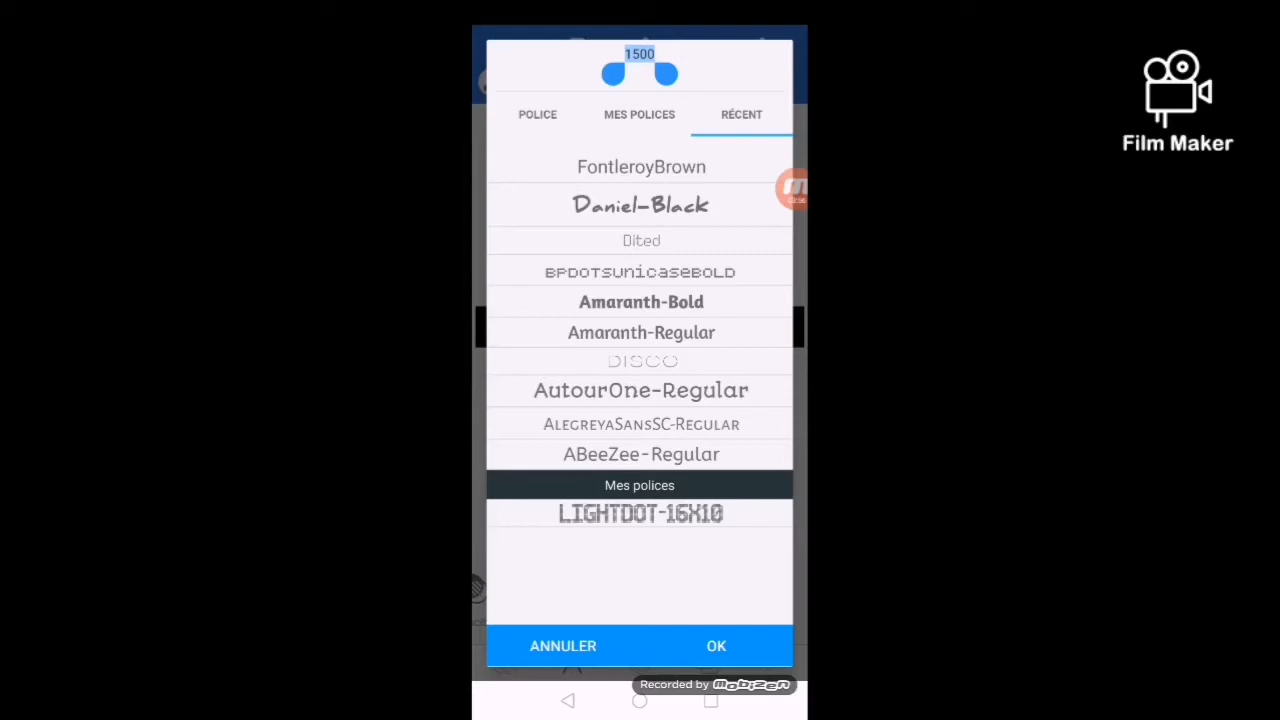 1500
POLICE MES POLICES RÉCENT
FontleroyBrown
Daniel-Black
Dited
BPDOTSUnicaseBOLD
Amaranth-Bold
Amaranth-Regular
DISCO
AutourOne-Regular
AlegreyaSansSC-Regular
ABeeZee-Regular
Mes polices
LIGHTDOT-16X10
ANNULER OK
Recorded by mobizen
Film Maker